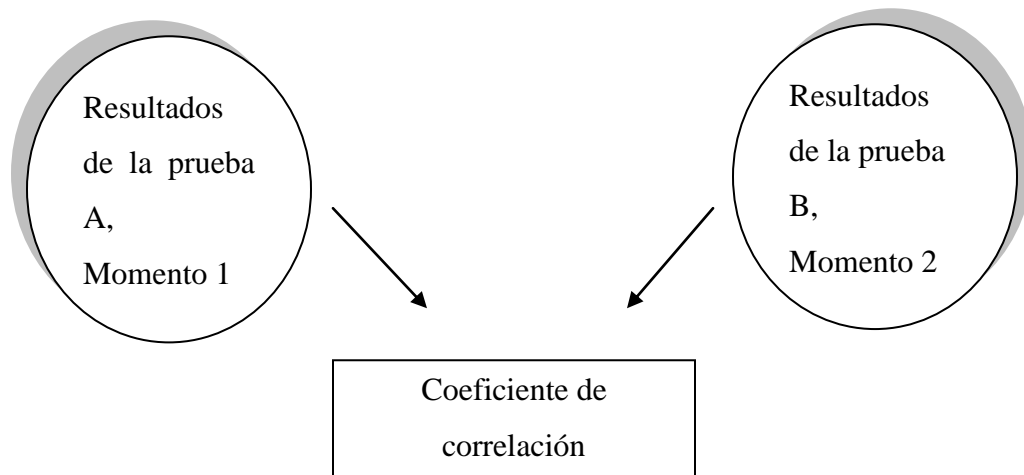 Resultados
de la prueba
A,
Momento 1
Resultados
de la prueba
B,
Momento 2
Coeficiente de
correlación